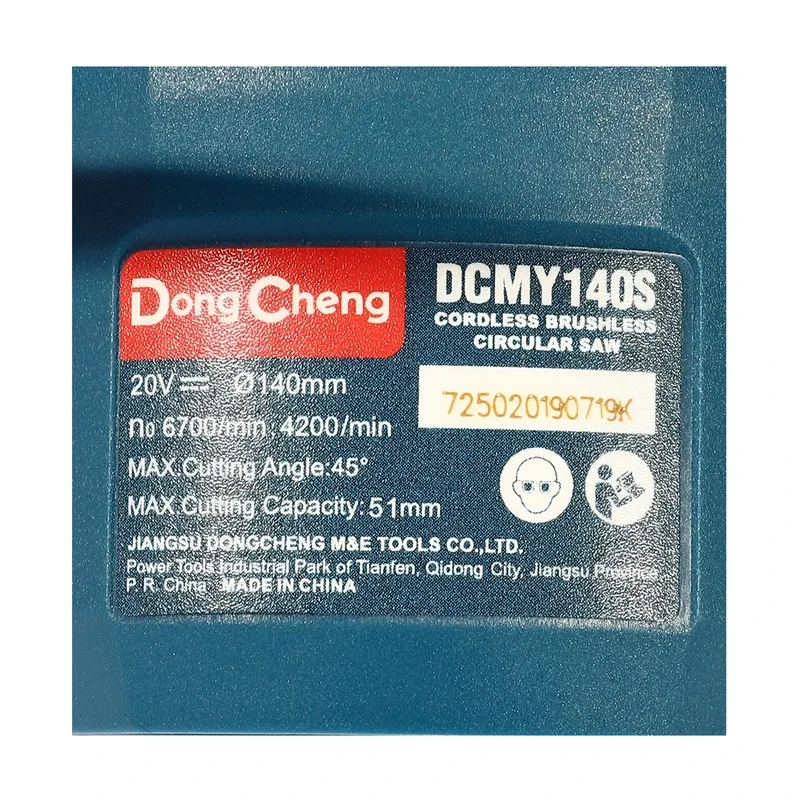 DongCheng
DCMY140S
CORDLESS BRUSHLESS
CIRCULAR SAW
20V⎓ Ø140mm
725020190719K
n₀ 6700/min; 4200/min
MAX.Cutting Angle:45°
MAX.Cutting Capacity:51mm
JIANGSU DONGCHENG M&E TOOLS CO.,LTD.
Power Tools Industrial Park of Tianfen, Qidong City, Jiangsu Province
P. R. China MADE IN CHINA